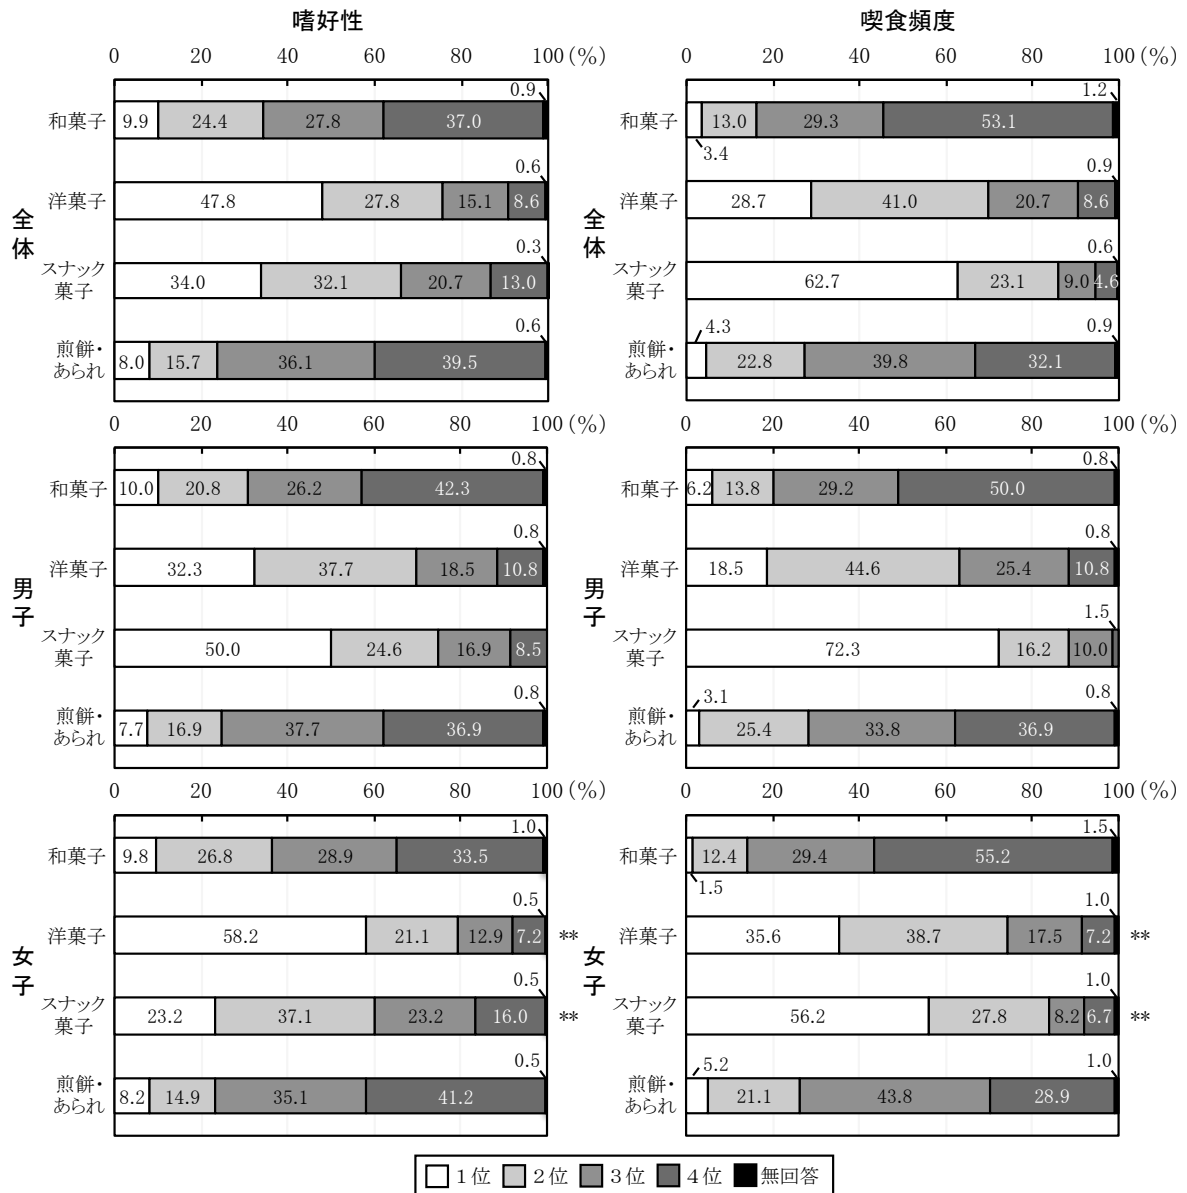 嗜好性
喫食頻度
0 20 40 60 80 100(%)
0 20 40 60 80 100(%)
全体
和菓子 9.9 24.4 27.8 37.0 0.9
洋菓子 47.8 27.8 15.1 8.6 0.6
スナック
菓子 34.0 32.1 20.7 13.0 0.3
煎餅・
あられ 8.0 15.7 36.1 39.5 0.6
全体
和菓子 3.4 13.0 29.3 53.1 1.2
洋菓子 28.7 41.0 20.7 8.6 0.9
スナック
菓子 62.7 23.1 9.0 4.6 0.6
煎餅・
あられ 4.3 22.8 39.8 32.1 0.9
0 20 40 60 80 100(%)
0 20 40 60 80 100(%)
男子
和菓子 10.0 20.8 26.2 42.3 0.8
洋菓子 32.3 37.7 18.5 10.8 0.8
スナック
菓子 50.0 24.6 16.9 8.5
煎餅・
あられ 7.7 16.9 37.7 36.9 0.8
男子
和菓子 6.2 13.8 29.2 50.0 0.8
洋菓子 18.5 44.6 25.4 10.8 0.8
スナック
菓子 72.3 16.2 10.0 1.5
煎餅・
あられ 3.1 25.4 33.8 36.9 0.8
0 20 40 60 80 100(%)
0 20 40 60 80 100(%)
女子
和菓子 9.8 26.8 28.9 33.5 1.0
洋菓子 58.2 21.1 12.9 7.2 0.5 **
スナック
菓子 23.2 37.1 23.2 16.0 0.5 **
煎餅・
あられ 8.2 14.9 35.1 41.2 0.5
女子
和菓子 1.5 12.4 29.4 55.2 1.5
洋菓子 35.6 38.7 17.5 7.2 1.0 **
スナック
菓子 56.2 27.8 8.2 6.7 1.0 **
煎餅・
あられ 5.2 21.1 43.8 28.9 1.0
1位 2位 3位 4位 無回答